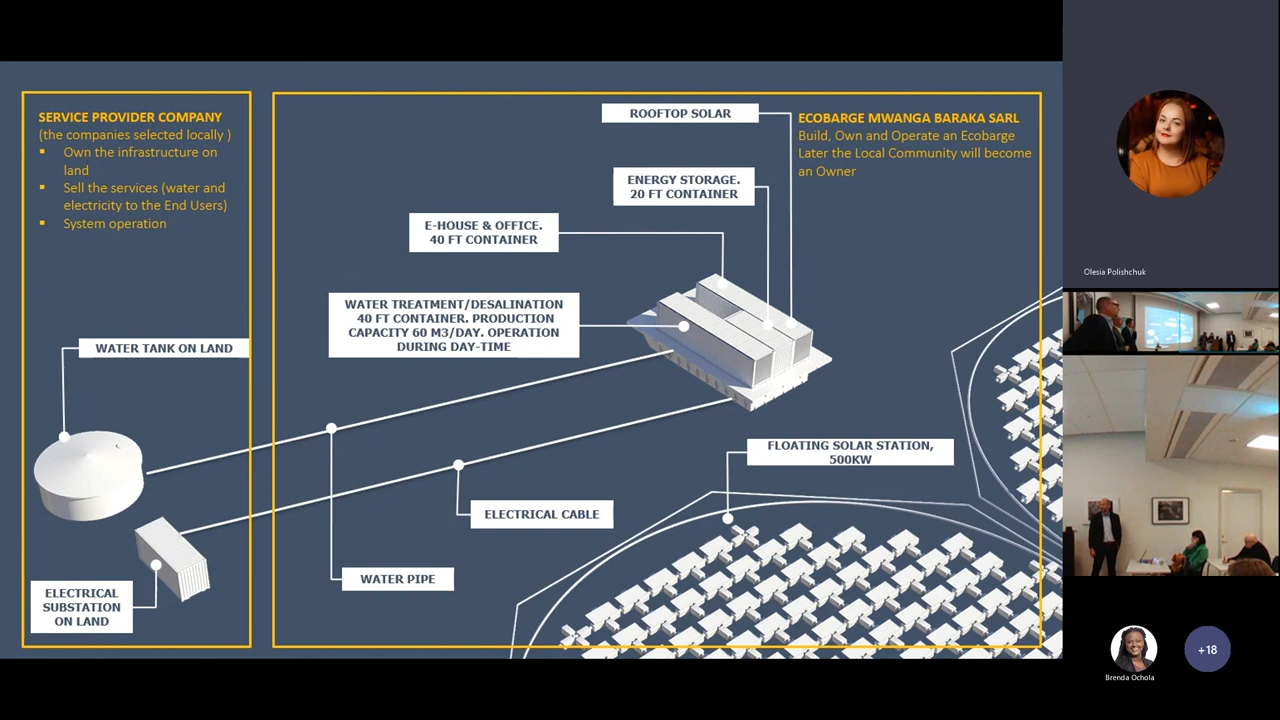 SERVICE PROVIDER COMPANY
(the companies selected locally )
▪ Own the infrastructure on
land
▪ Sell the services (water and
electricity to the End Users)
▪ System operation
WATER TANK ON LAND
ELECTRICAL
SUBSTATION
ON LAND
ROOFTOP SOLAR
ECOBARGE MWANGA BARAKA SARL
Build, Own and Operate an Ecobarge
Later the Local Community will become
an Owner
ENERGY STORAGE.
20 FT CONTAINER
E-HOUSE & OFFICE.
40 FT CONTAINER
WATER TREATMENT/DESALINATION
40 FT CONTAINER. PRODUCTION
CAPACITY 60 M3/DAY. OPERATION
DURING DAY-TIME
FLOATING SOLAR STATION,
500KW
ELECTRICAL CABLE
WATER PIPE
Olesia Polishchuk
Brenda Ochola
+18